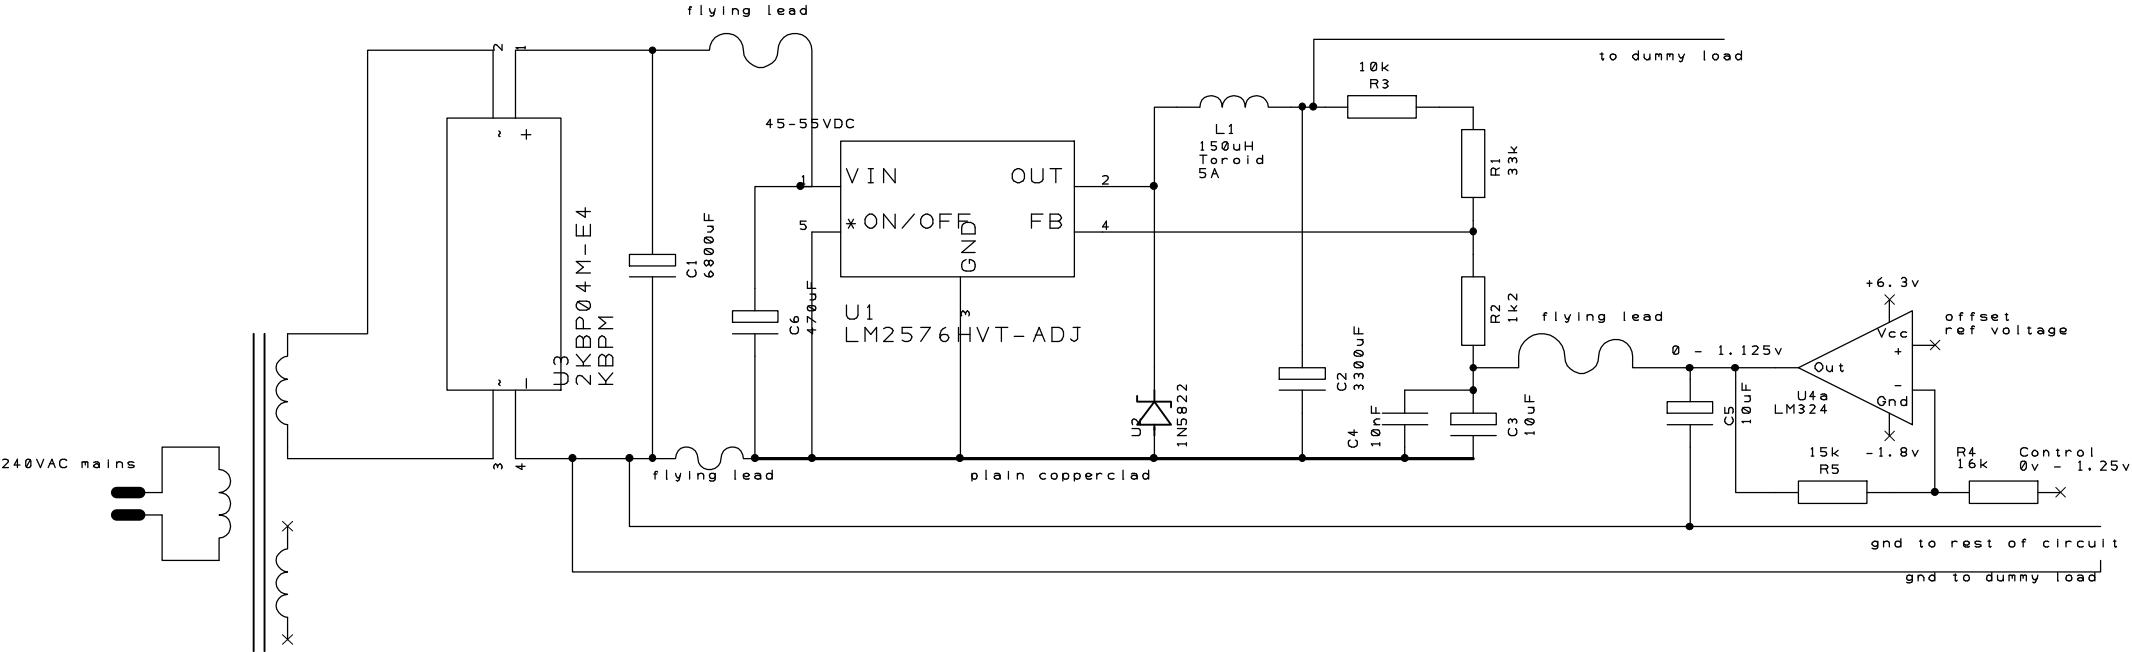 flying lead
to dummy load
10k
R3
2
1
~
+
45-55VDC
L1
150uH
Toroid
5A
R1
33k
1
VIN
OUT
2
5
*ON/OFF
FB
4
GND
3
U1
LM2576HVT-ADJ
C1
6800uF
C6
470uF
U3
2KBP04M-E4
KBPM
~
-
3
4
R2
1k2
flying lead
C2
3300uF
U2
1N5822
C4
10nF
C3
10uF
0 - 1.125v
C5
10uF
+6.3v
Vcc
+
offset
ref voltage
Out
-
Gnd
U4a
LM324
-1.8v
15k
R5
R4
16k
Control
0v - 1.25v
240VAC mains
flying lead
plain copperclad
gnd to rest of circuit
gnd to dummy load